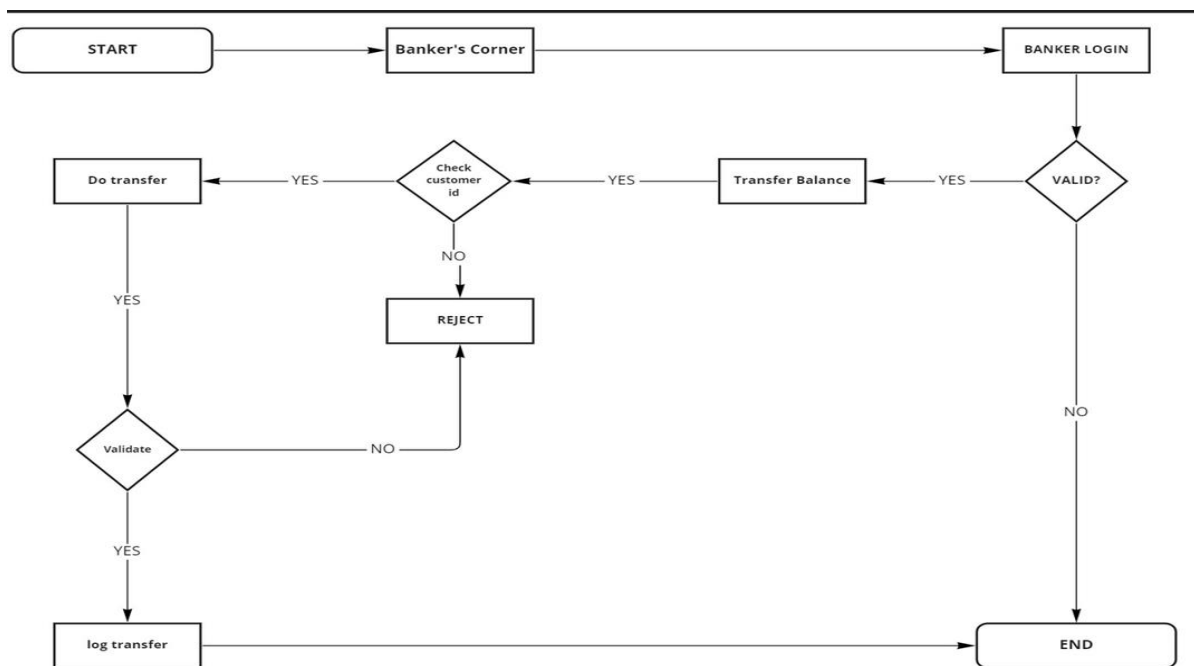 START
Banker's Corner
BANKER LOGIN
Do transfer
YES
Check
customer
id
YES
Transfer Balance
YES
VALID?
NO
YES
REJECT
NO
Validate
NO
YES
log transfer
END